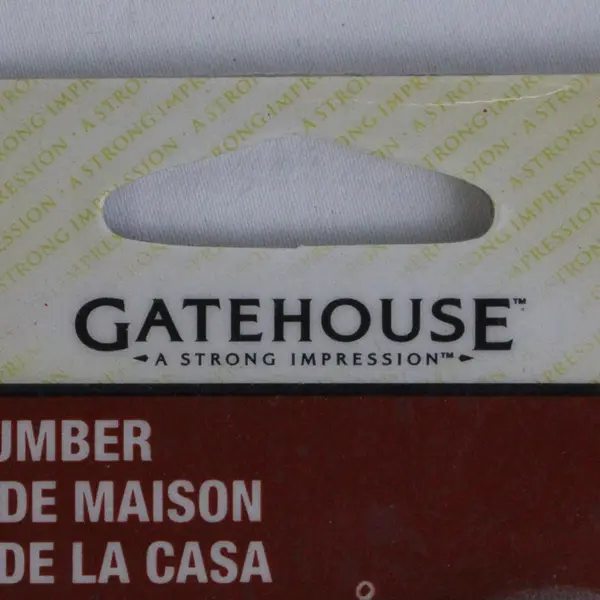 GATEHOUSE™
A STRONG IMPRESSION™
UMBER
DE MAISON
DE LA CASA